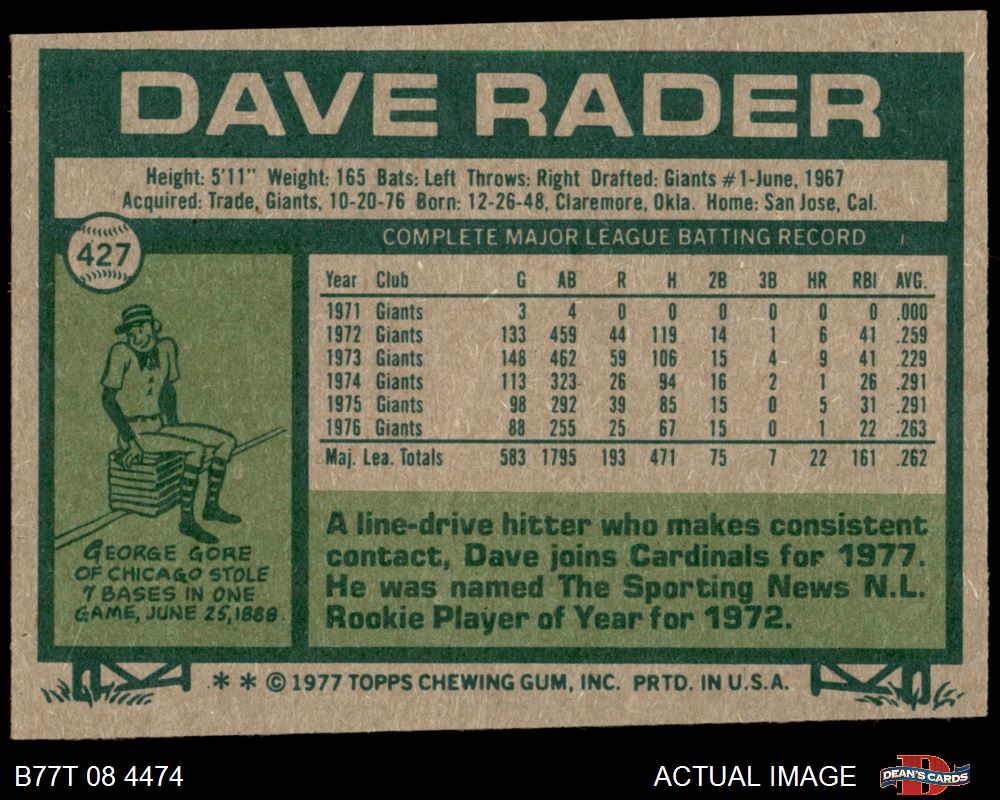 DAVE RADER
Height: 5'11" Weight: 165 Bats: Left Throws: Right Drafted: Giants #1-June, 1967
Acquired: Trade, Giants, 10-20-76 Born: 12-26-48, Claremore, Okla. Home: San Jose, Cal.
427
COMPLETE MAJOR LEAGUE BATTING RECORD
Year Club G AB R H 2B 3B HR RBI AVG.
1971 Giants 3 4 0 0 0 0 0 0 .000
1972 Giants 133 459 44 119 14 1 6 41 .259
1973 Giants 148 462 59 106 15 4 9 41 .229
1974 Giants 113 323 26 94 16 2 1 26 .291
1975 Giants 98 292 39 85 15 0 5 31 .291
1976 Giants 88 255 25 67 15 0 1 22 .263
Maj. Lea. Totals 583 1795 193 471 75 7 22 161 .262
GEORGE GORE
OF CHICAGO STOLE
7 BASES IN ONE
GAME, JUNE 25, 1888.
A line-drive hitter who makes consistent
contact, Dave joins Cardinals for 1977.
He was named The Sporting News N.L.
Rookie Player of Year for 1972.
* * © 1977 TOPPS CHEWING GUM, INC. PRTD. IN U.S.A.
B77T 08 4474
ACTUAL IMAGE
DEAN'S CARDS